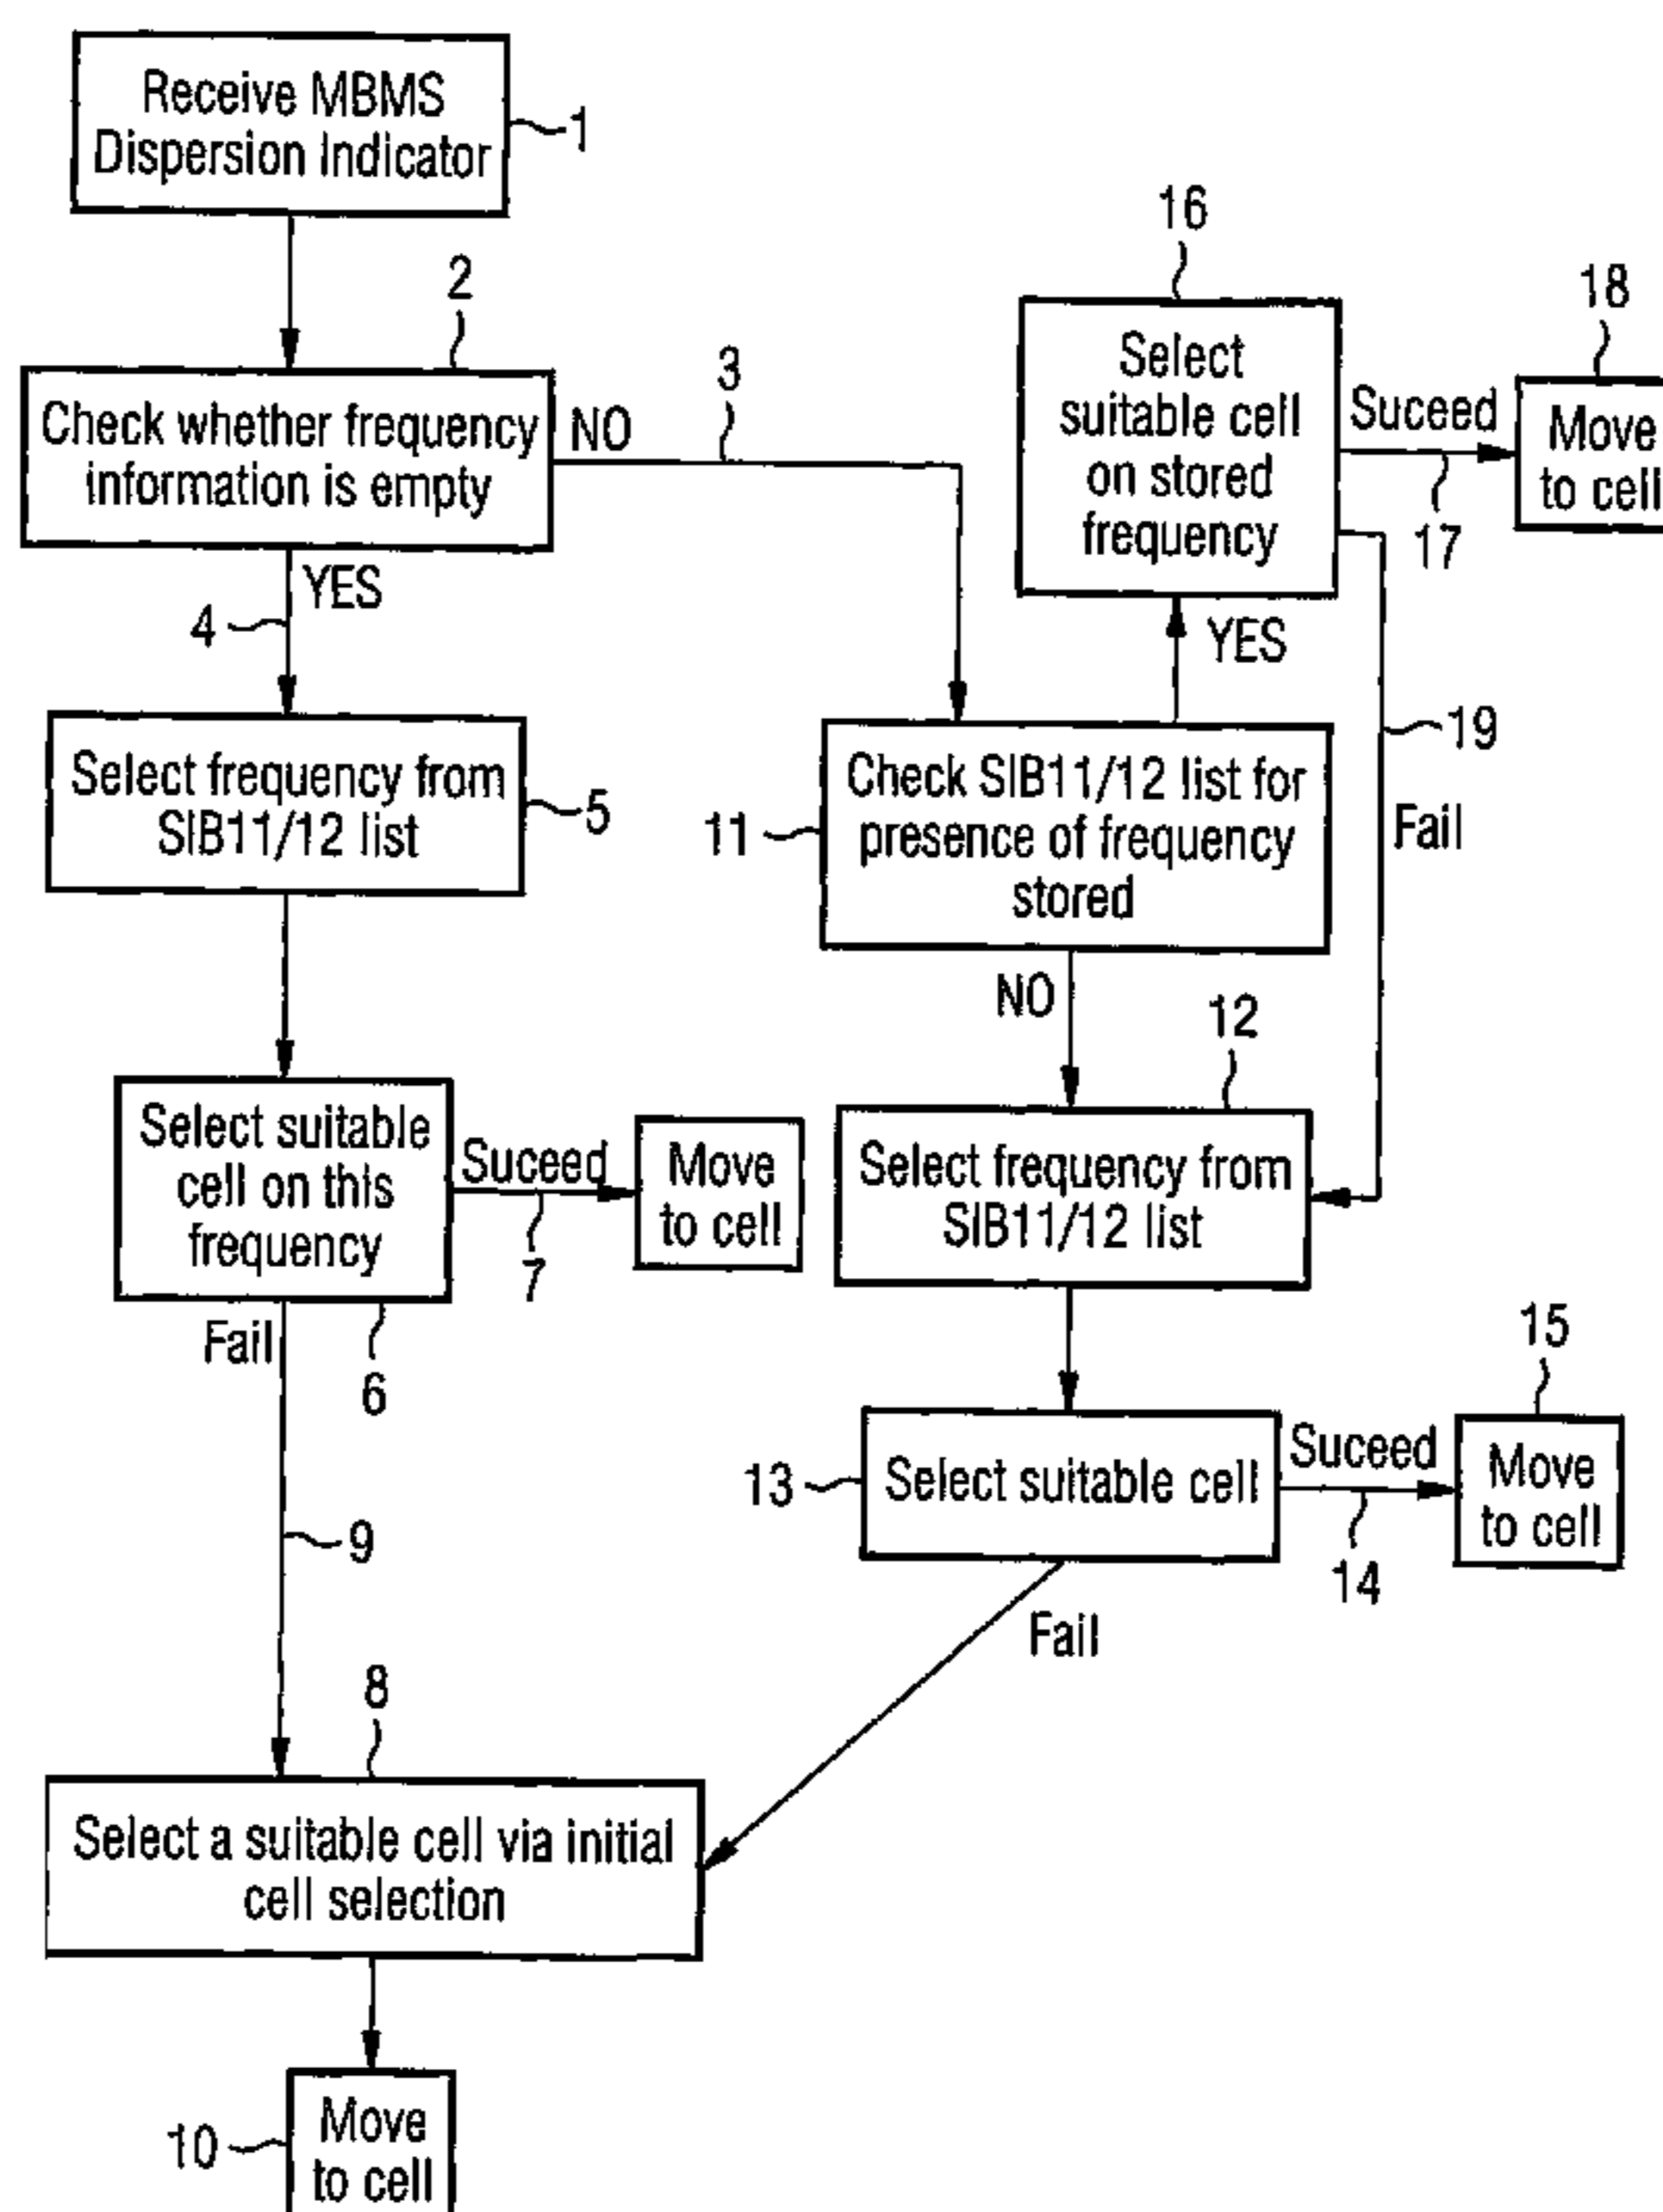 Receive MBMS
Dispersion Indicator
1
2
Check whether frequency
information is empty
NO
3
YES
4
Select frequency from
SIB11/12 list
5
Select suitable
cell on this
frequency
6
Suceed
7
Move
to cell
Fail
9
8
Select a suitable cell via initial
cell selection
10
Move
to cell
16
Select
suitable cell
on stored
frequency
Suceed
17
18
Move
to cell
YES
19
Fail
11
Check SIB11/12 list for
presence of frequency
stored
NO
12
Select frequency from
SIB11/12 list
13
Select suitable cell
Suceed
14
15
Move
to cell
Fail